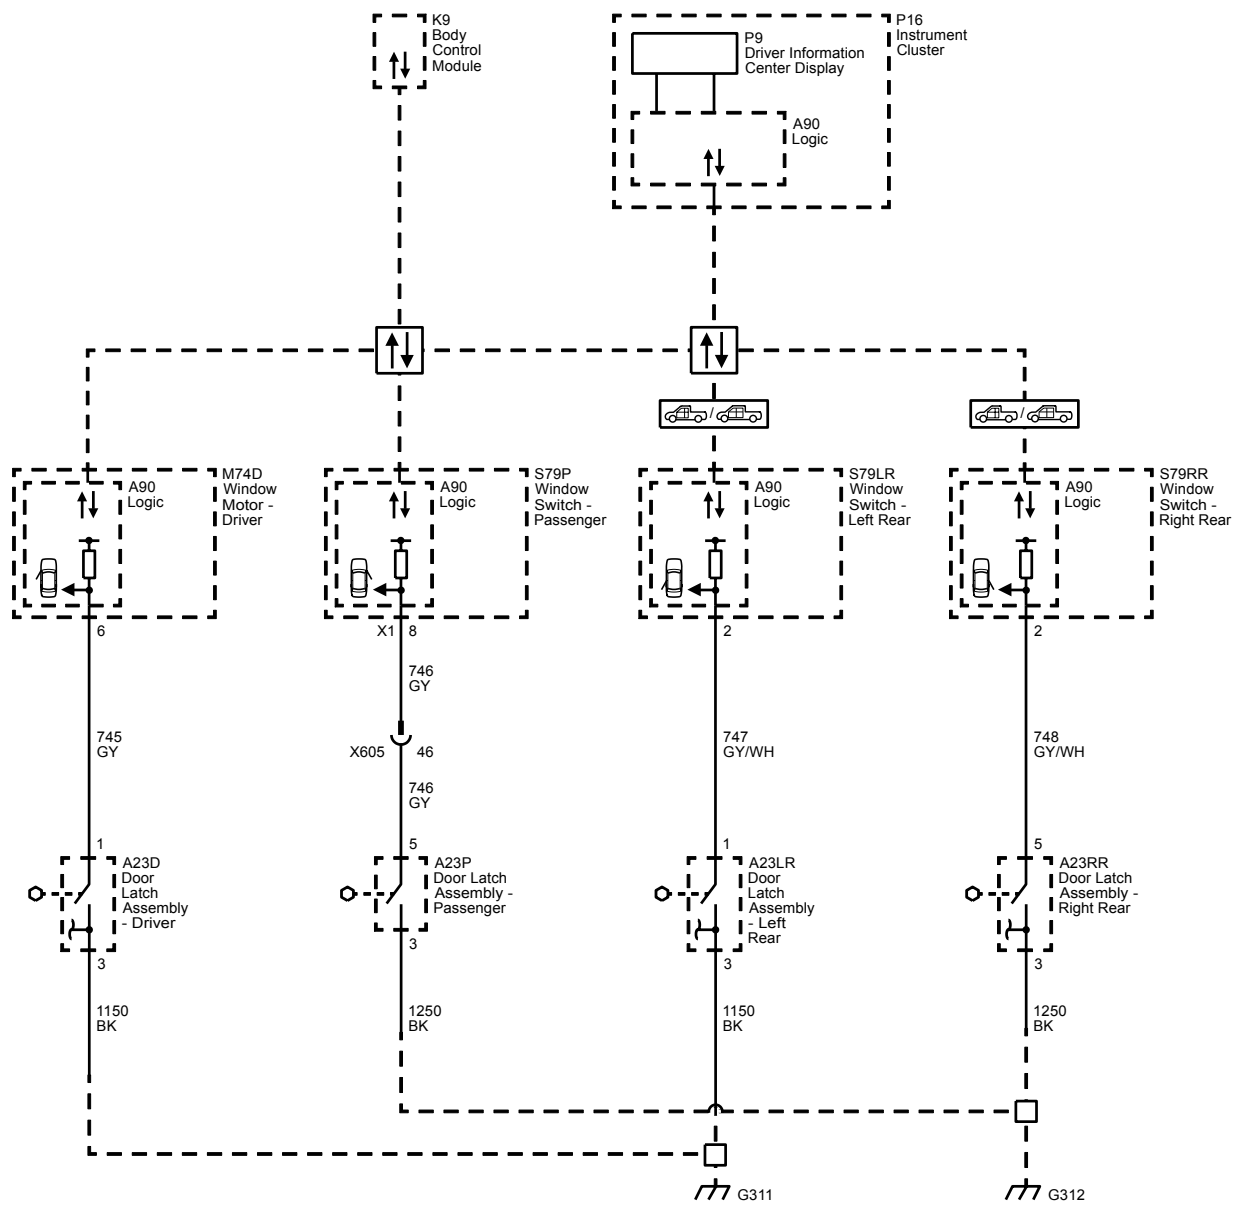 K9
Body
Control
Module
P16
Instrument
Cluster
P9
Driver Information
Center Display
A90
Logic
/
/
M74D
Window
Motor -
Driver
A90
Logic
S79P
Window
Switch -
Passenger
A90
Logic
S79LR
Window
Switch -
Left Rear
A90
Logic
S79RR
Window
Switch -
Right Rear
A90
Logic
6
X1 8
2
2
746
GY
745
GY
X605 46
747
GY/WH
748
GY/WH
746
GY
1
5
1
5
A23D
Door
Latch
Assembly
- Driver
A23P
Door Latch
Assembly -
Passenger
A23LR
Door
Latch
Assembly
- Left
Rear
A23RR
Door Latch
Assembly -
Right Rear
3
3
3
3
1150
BK
1250
BK
1150
BK
1250
BK
G311
G312